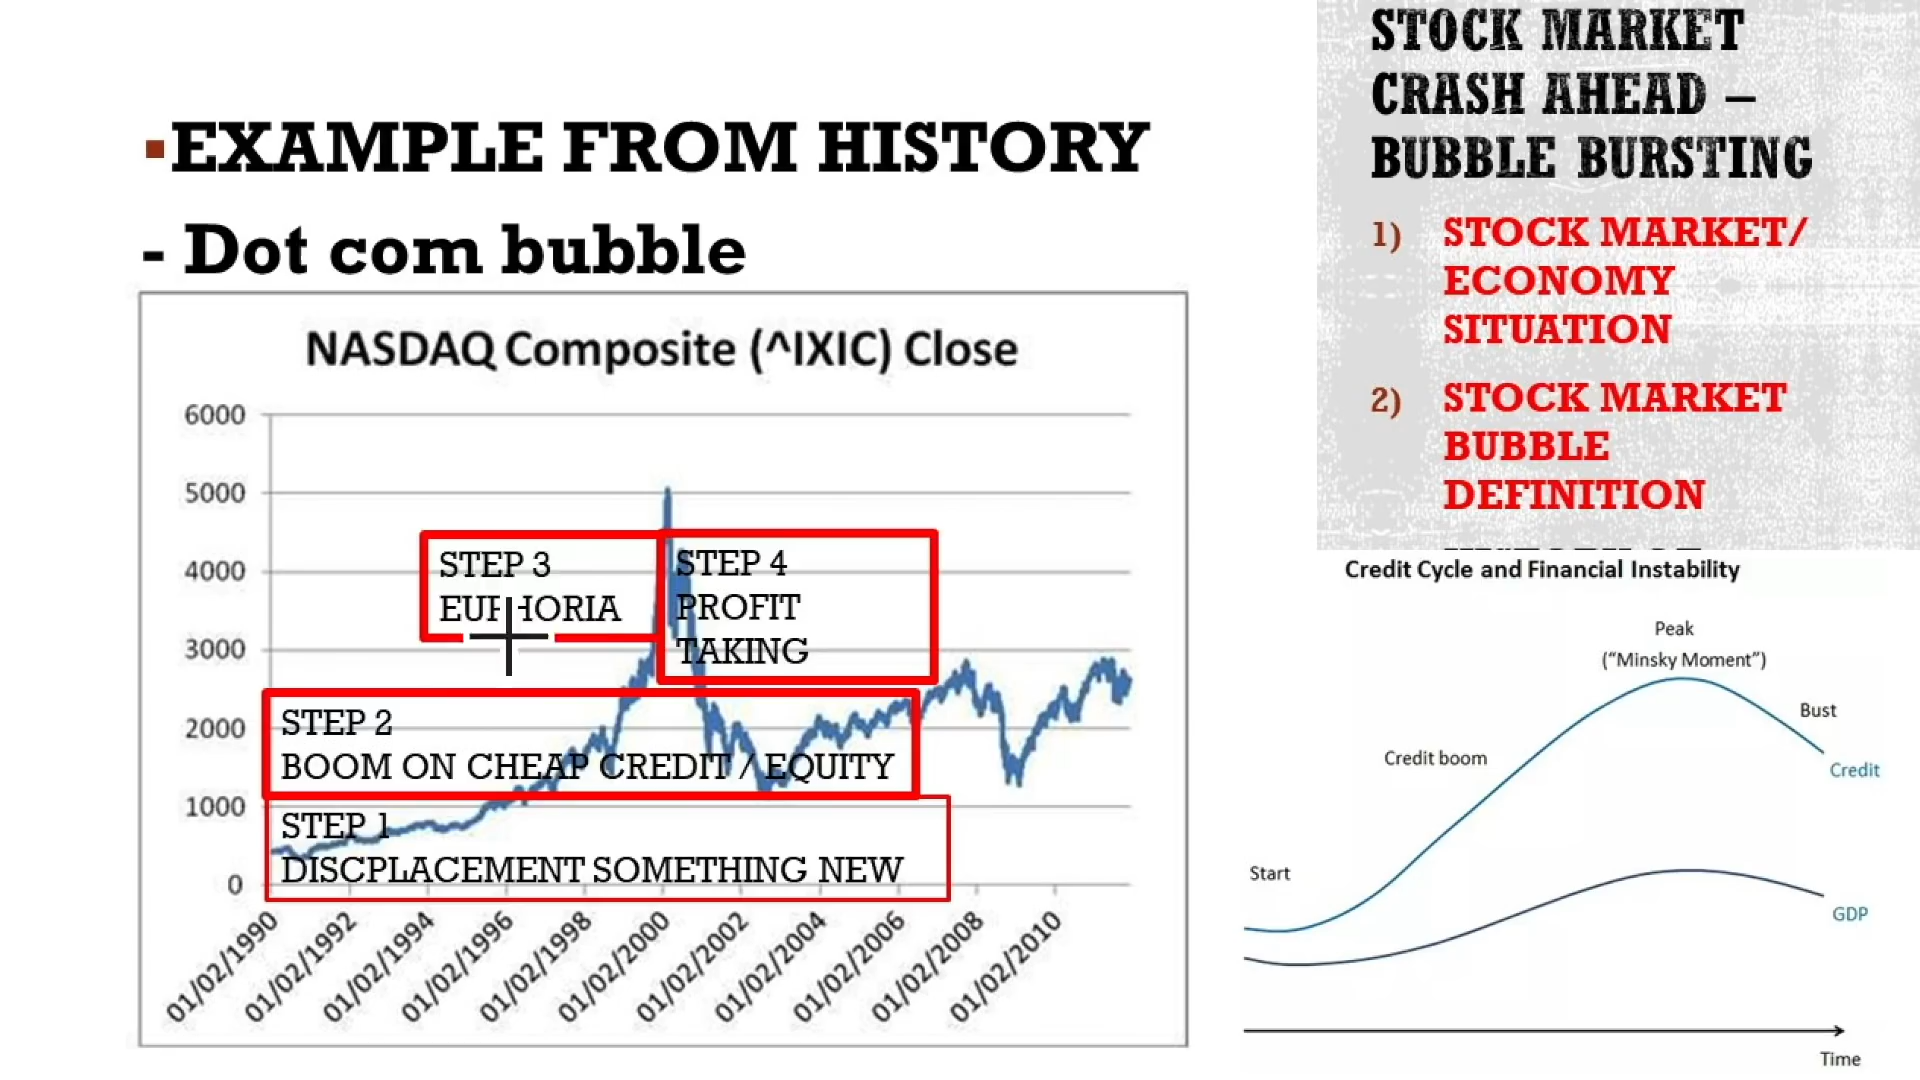 ▪EXAMPLE FROM HISTORY
- Dot com bubble
NASDAQ Composite (^IXIC) Close
6000
5000
4000
3000
2000
1000
0
STEP 3
EUPHORIA
STEP 4
PROFIT
TAKING
STEP 2
BOOM ON CHEAP CREDIT / EQUITY
STEP 1
DISCPLACEMENT SOMETHING NEW
01/02/1990
01/02/1992
01/02/1994
01/02/1996
01/02/1998
01/02/2000
01/02/2002
01/02/2004
01/02/2006
01/02/2008
01/02/2010
STOCK MARKET
CRASH AHEAD –
BUBBLE BURSTING
1) STOCK MARKET/
ECONOMY
SITUATION
2) STOCK MARKET
BUBBLE
DEFINITION
Credit Cycle and Financial Instability
Peak
(“Minsky Moment”)
Bust
Credit boom
Credit
Start
GDP
Time